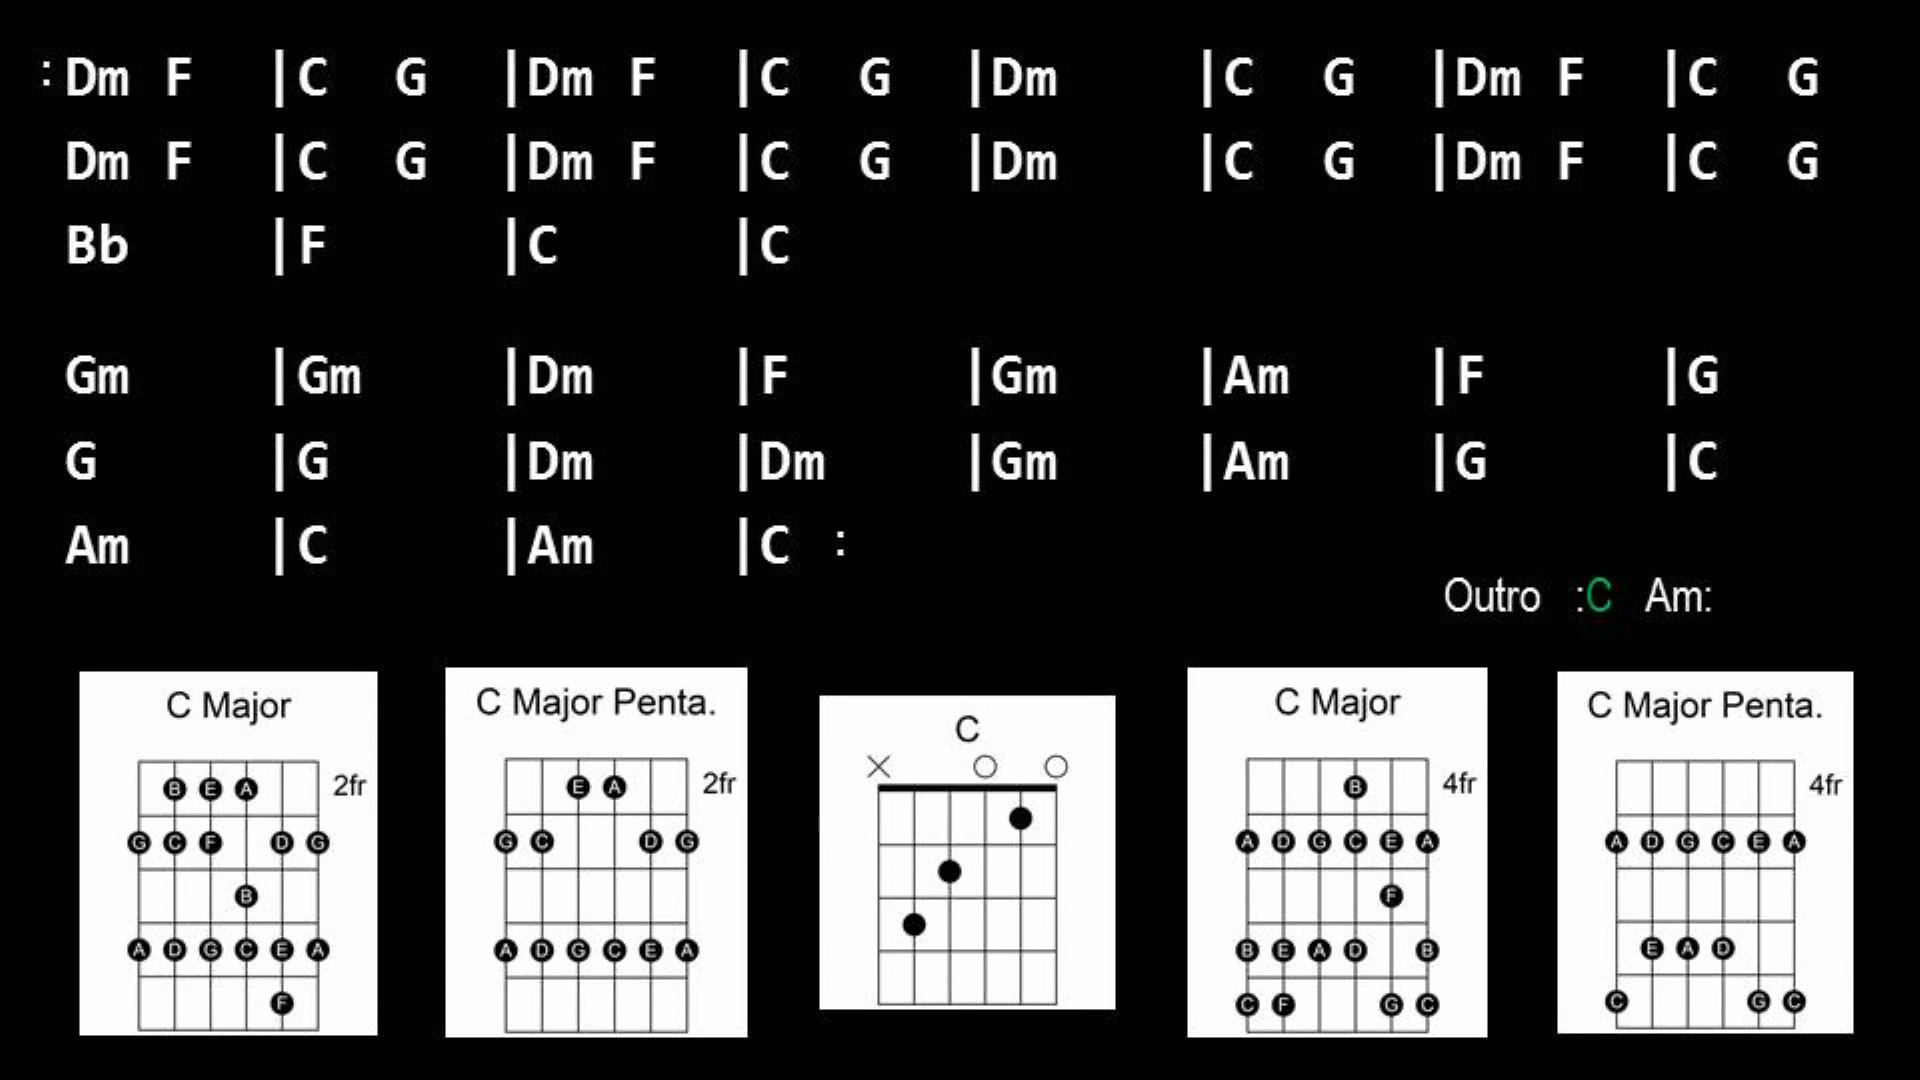 :Dm F |C G |Dm F |C G |Dm |C G |Dm F |C G
Dm F |C G |Dm F |C G |Dm |C G |Dm F |C G
Bb |F |C |C
Gm |Gm |Dm |F |Gm |Am |F |G
G |G |Dm |Dm |Gm |Am |G |C
Am |C |Am |C :
Outro :C Am:
C Major
B E A 2fr
G C F D G
B
A D G C E A
F
C Major Penta.
E A 2fr
G C D G
A D G C E A
C
C Major
B 4fr
A D G C E A
F
B E A D B
C F G C
C Major Penta.
4fr
A D G C E A
E A D
C G C